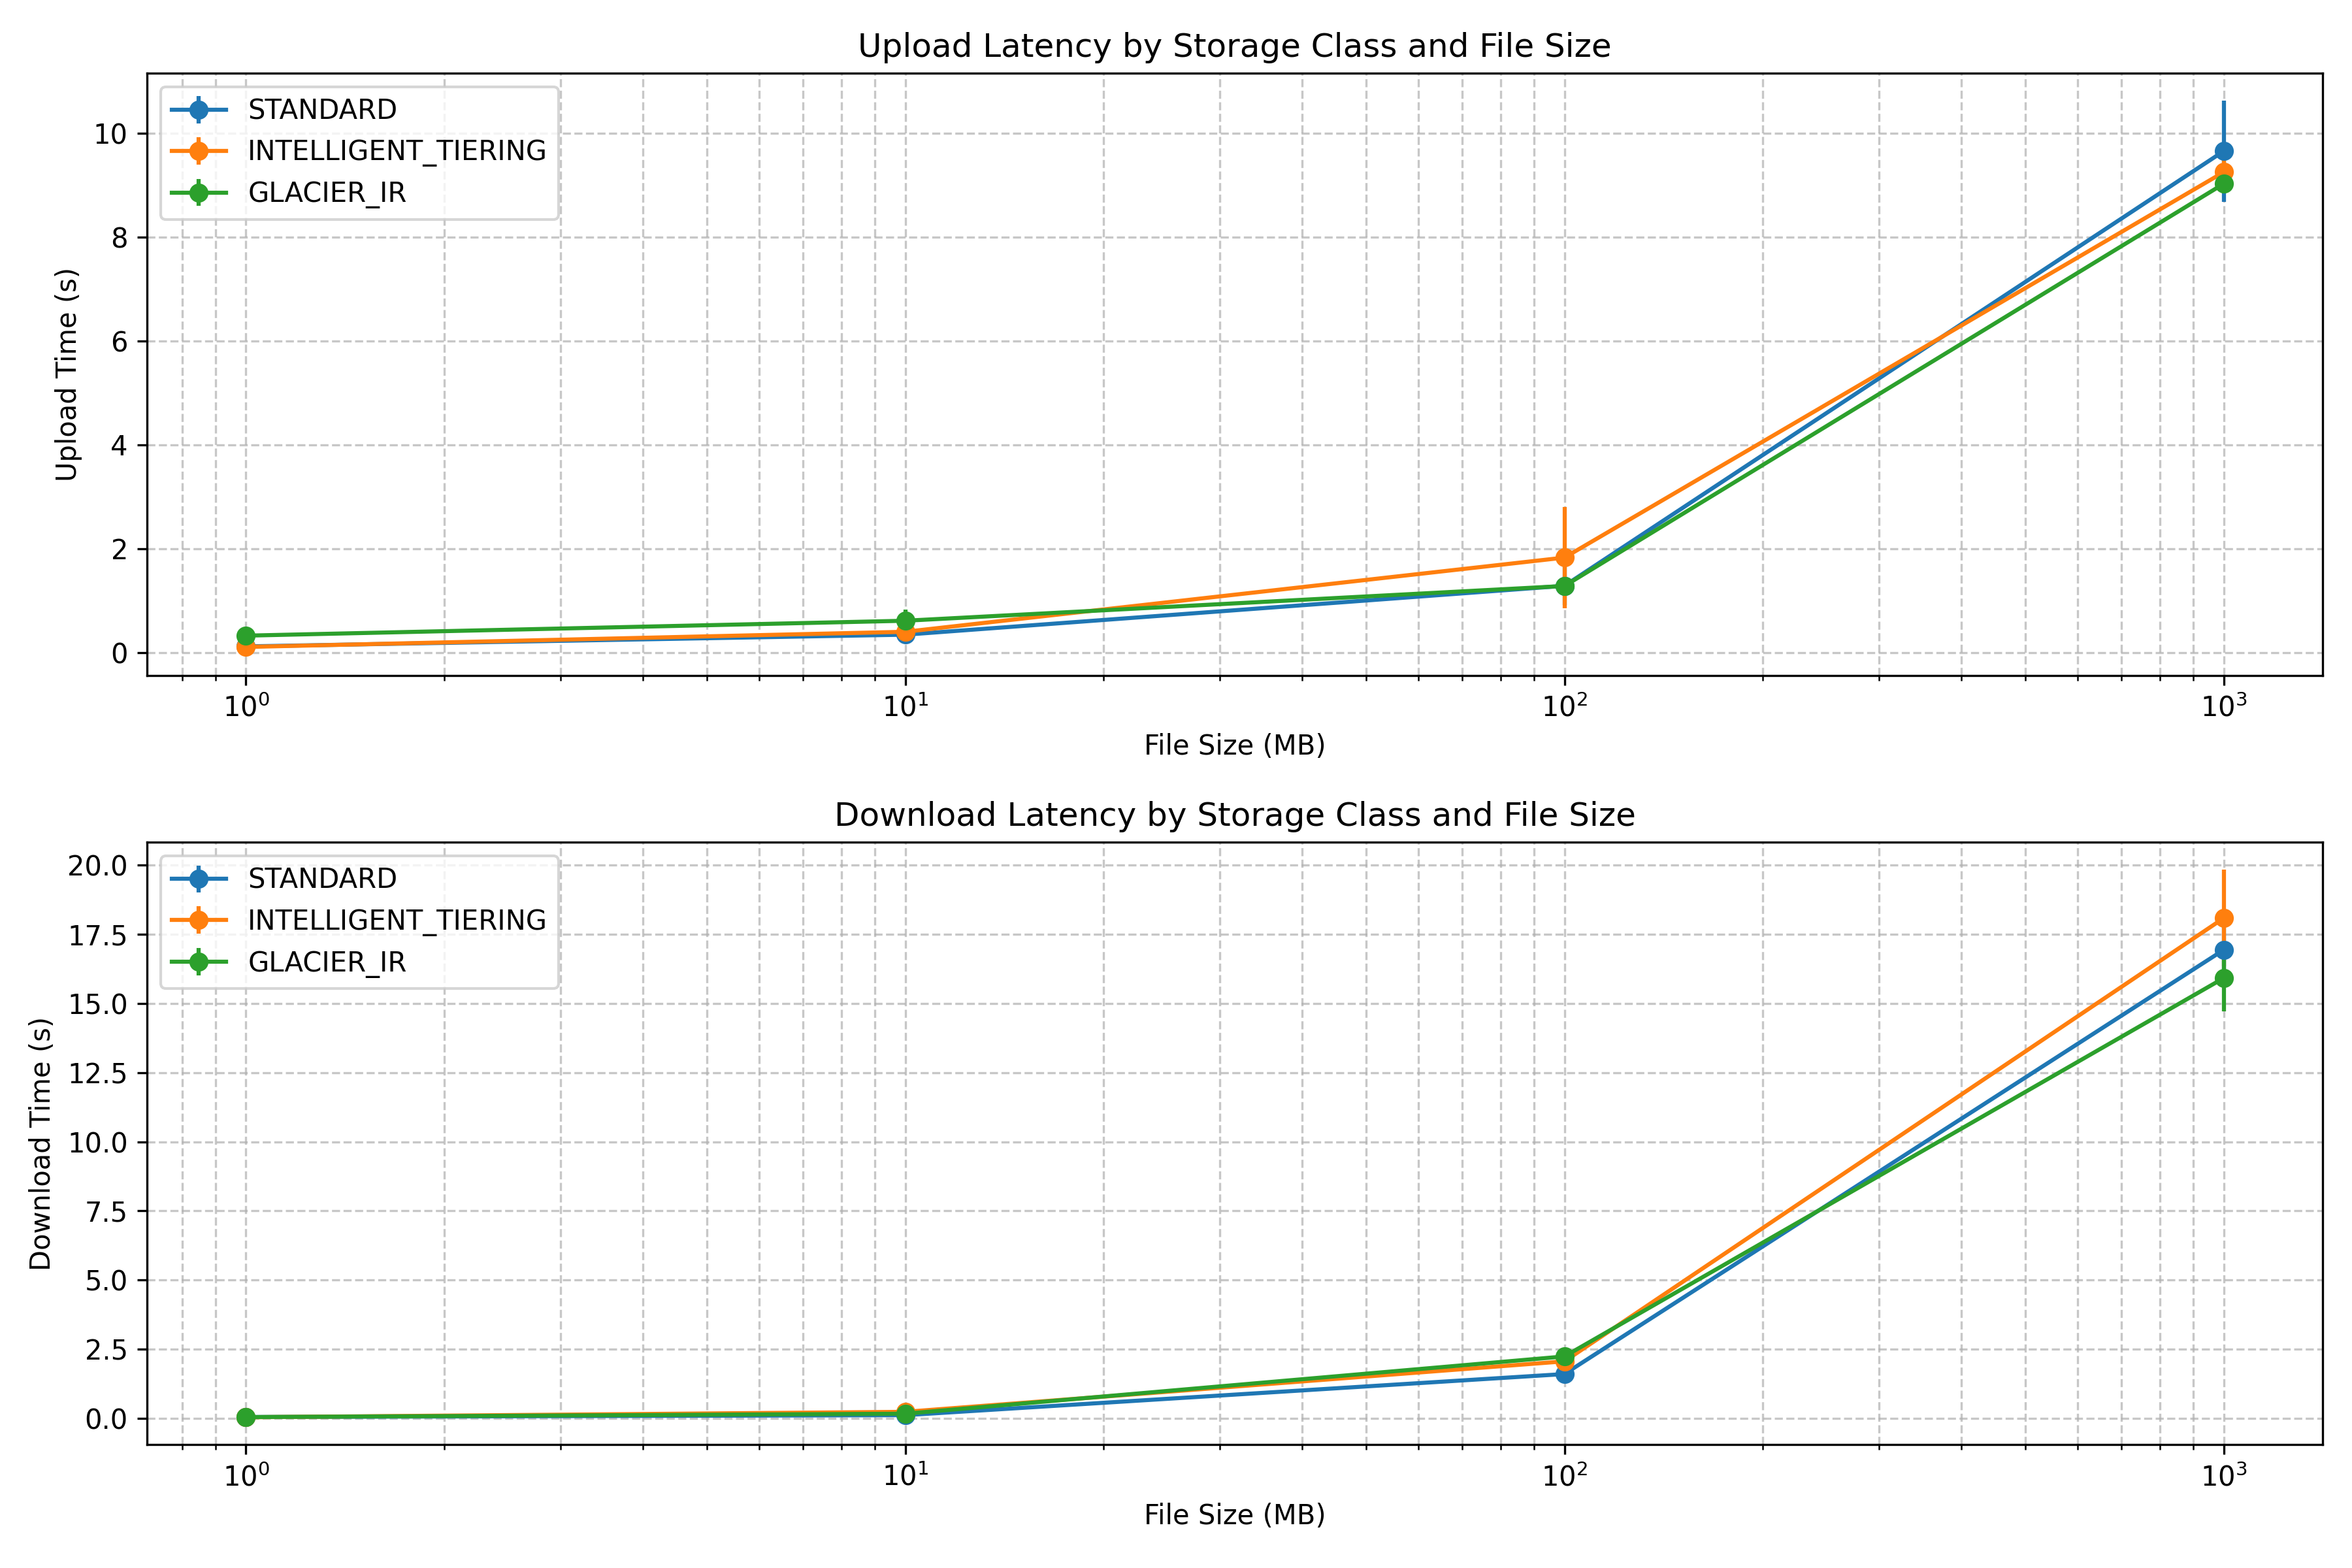 Upload Latency by Storage Class and File Size
STANDARD
INTELLIGENT_TIERING
GLACIER_IR
Upload Time (s)
10
8
6
4
2
0
10⁰ 10¹ 10² 10³
File Size (MB)
Download Latency by Storage Class and File Size
STANDARD
INTELLIGENT_TIERING
GLACIER_IR
Download Time (s)
20.0
17.5
15.0
12.5
10.0
7.5
5.0
2.5
0.0
10⁰ 10¹ 10² 10³
File Size (MB)